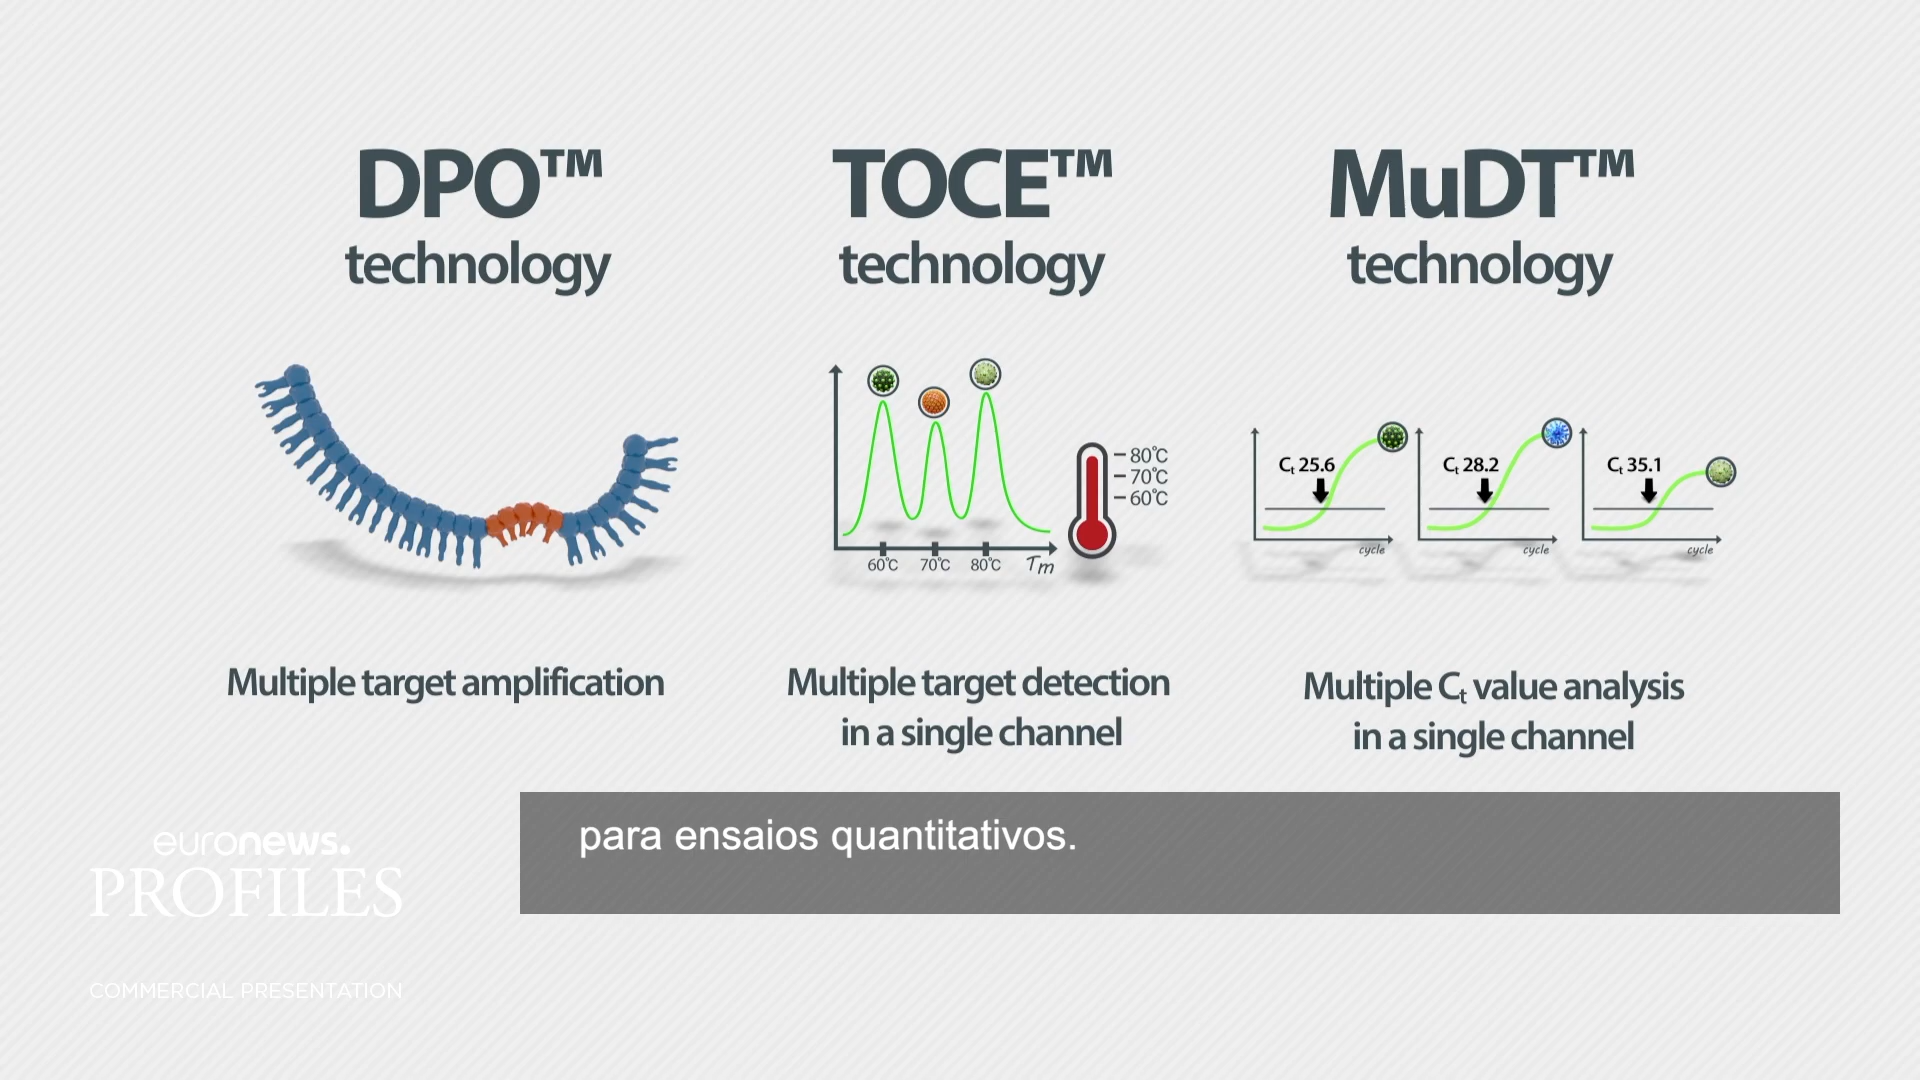 DPO™
technology
TOCE™
technology
MuDT™
technology
80℃
70℃
60℃
60℃ 70℃ 80℃ Tm
Ct 25.6
cycle
Ct 28.2
cycle
Ct 35.1
cycle
Multiple target amplification
Multiple target detection
in a single channel
Multiple Ct value analysis
in a single channel
para ensaios quantitativos.
euronews.
PROFILES
COMMERCIAL PRESENTATION